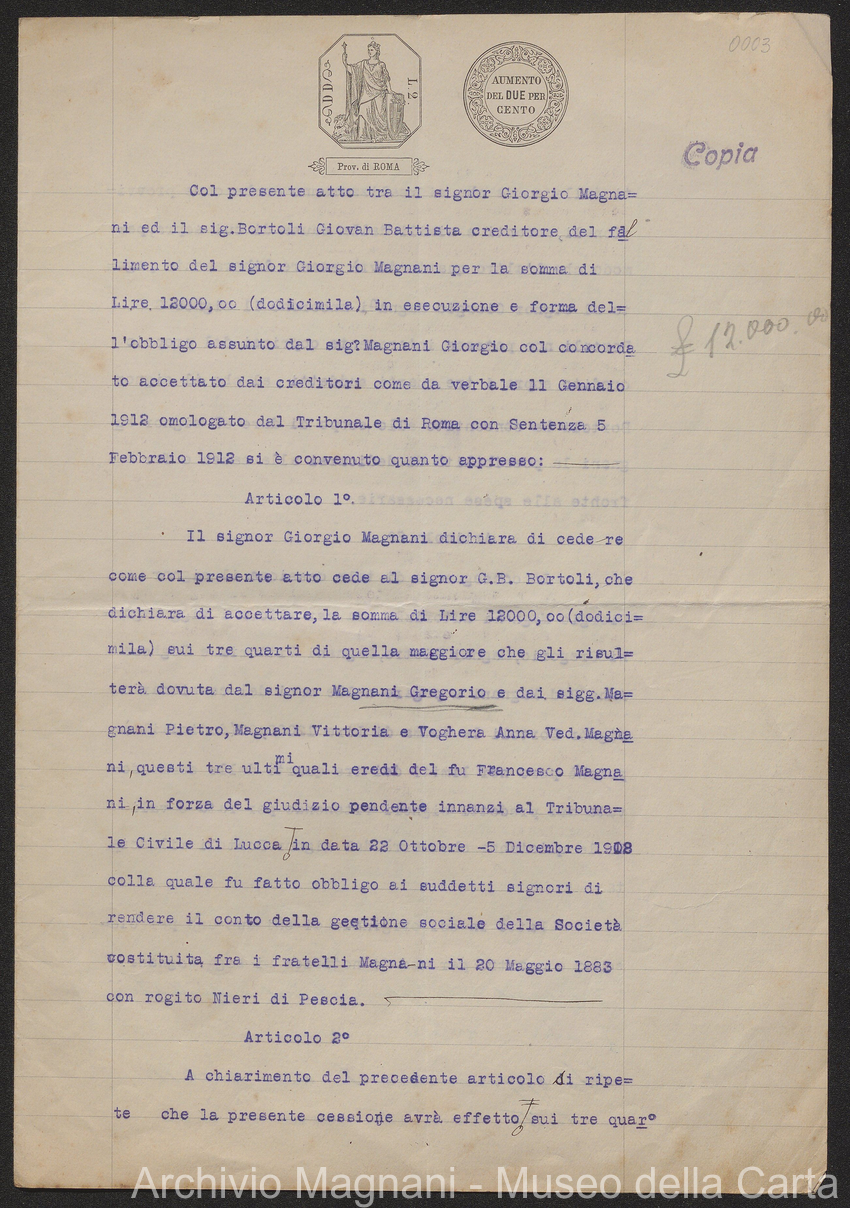 0003
L. 2.
AUMENTO
DEL DUE PER
CENTO
Prov. di ROMA
Copia
Col presente atto tra il signor Giorgio Magna=
ni ed il sig.Bortoli Giovan Battista creditore del fal
limento del signor Giorgio Magnani per la somma di
Lire. 12000,oo (dodicimila) in esecuzione e forma del=
l'obbligo assunto dal sig?Magnani Giorgio col concorda
£ 12.000.00
to accettato dai creditori come da verbale 11 Gennaio
1912 omologato dal Tribunale di Roma con Sentenza 5
Febbraio 1912 si è convenuto quanto appresso:
Articolo 1º.
Il signor Giorgio Magnani dichiara di cede-re
come col presente atto cede al signor G.B. Bortoli,che
dichiara di accettare,la somma di Lire 12000,oo(dodici=
mila) sui tre quarti di quella maggiore che gli risul=
terà dovuta dal signor Magnani Gregorio e dai sigg.Ma=
gnani Pietro,Magnani Vittoria e Voghera Anna Ved.Magna
ni,questi tre ultimi quali eredi del fu Francesco Magna
ni,in forza del giudizio pendente innanzi al Tribuna=
le Civile di Lucca in data 22 Ottobre -5 Dicembre 1908
colla quale fu fatto obbligo ai suddetti signori di
rendere il conto della gestione sociale della Società
costituita fra i fratelli Magna-ni il 20 Maggio 1883
con rogito Nieri di Pescia.
Articolo 2º
A chiarimento del precedente articolo si ripe=
te che la presente cessione avrà effetto sui tre quarº
Archivio Magnani - Museo della Carta